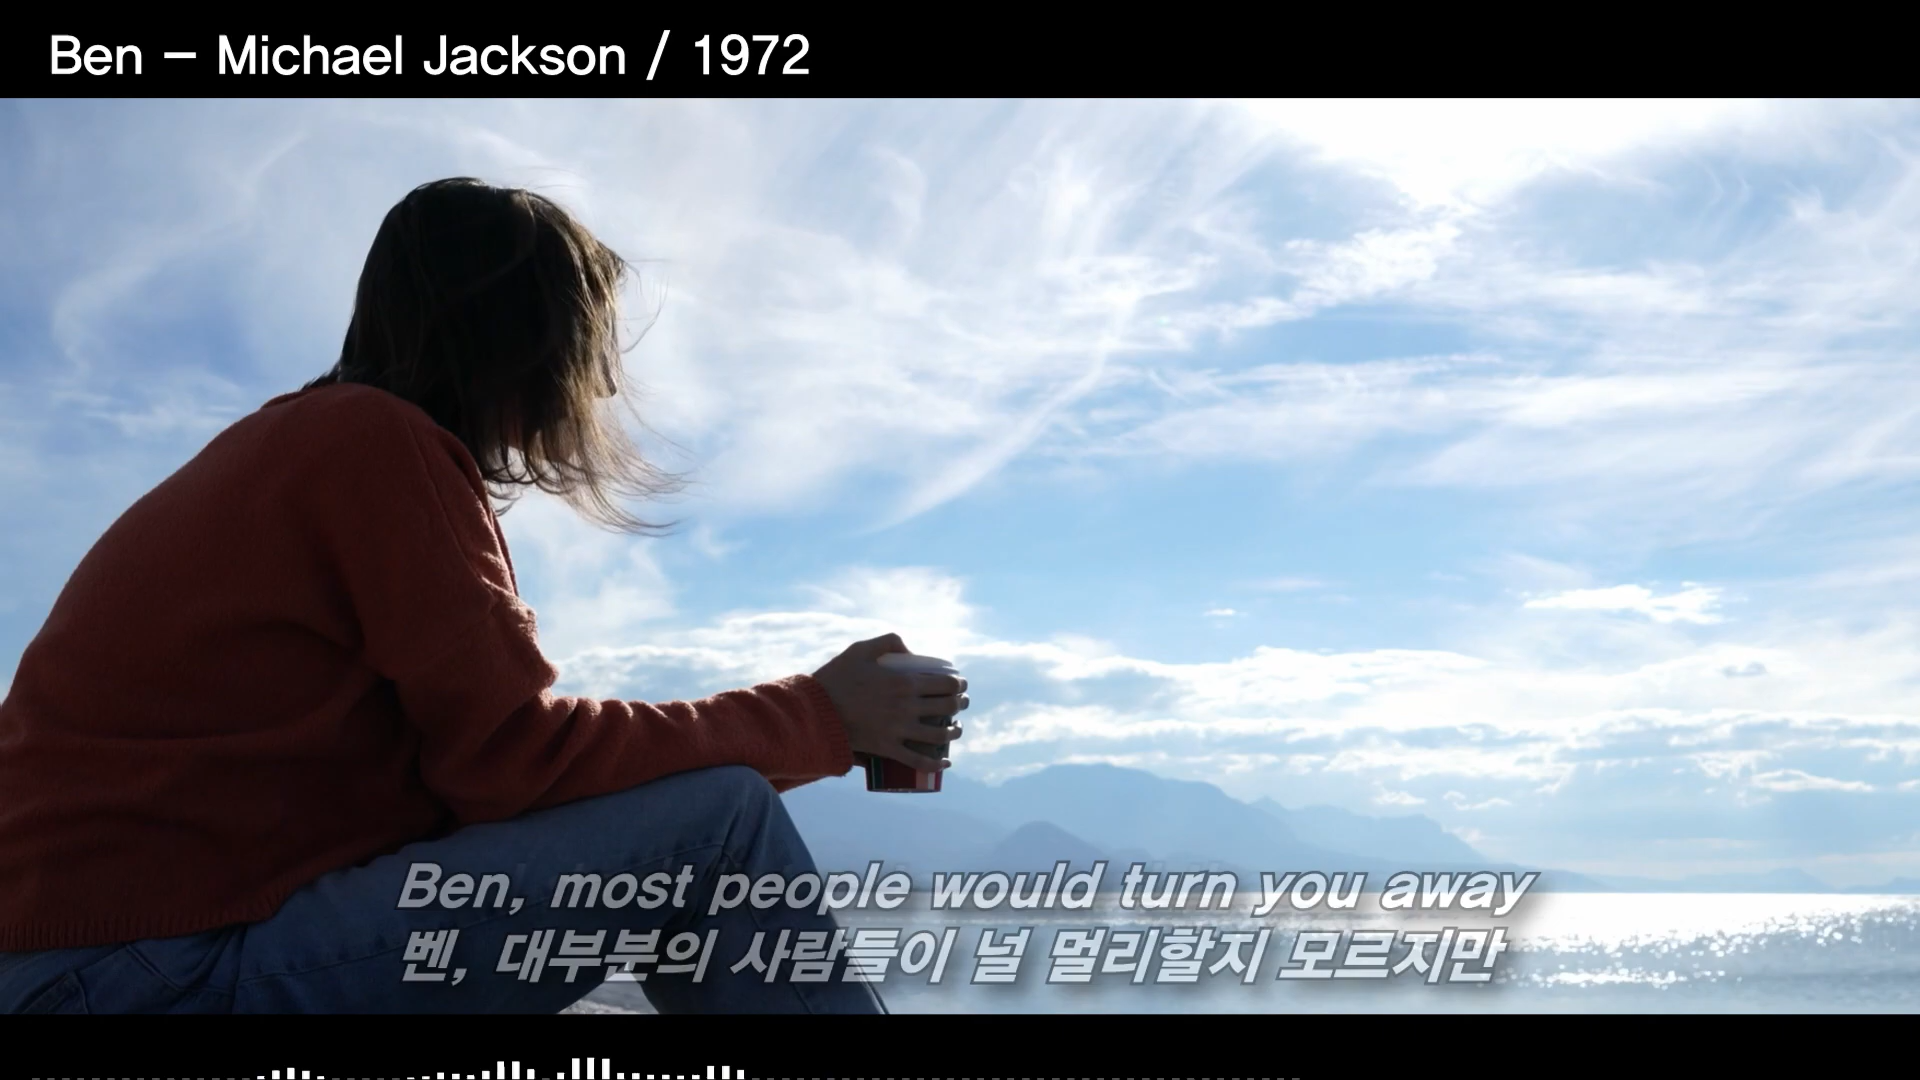 Ben – Michael Jackson / 1972
Ben, most people would turn you away
벤, 대부분의 사람들이 널 멀리할지 모르지만